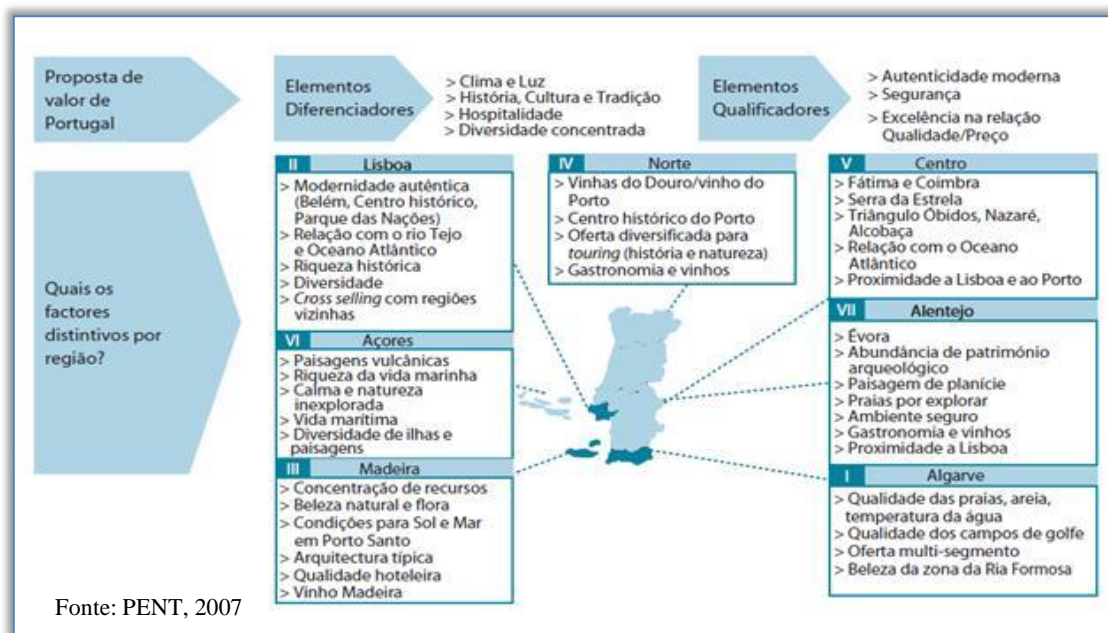 Proposta de
valor de
Portugal
Elementos
Diferenciadores
> Clima e Luz
> História, Cultura e Tradição
> Hospitalidade
> Diversidade concentrada
Elementos
Qualificadores
> Autenticidade moderna
> Segurança
> Excelência na relação
Qualidade/Preço
Quais os
factores
distintivos por
região?
II Lisboa
> Modernidade autêntica
(Belém, Centro histórico,
Parque das Nações)
> Relação com o rio Tejo
e Oceano Atlântico
> Riqueza histórica
> Diversidade
> Cross selling com regiões
vizinhas
VI Açores
> Paisagens vulcânicas
> Riqueza da vida marinha
> Calma e natureza
inexplorada
> Vida marítima
> Diversidade de ilhas e
paisagens
III Madeira
> Concentração de recursos
> Beleza natural e flora
> Condições para Sol e Mar
em Porto Santo
> Arquitectura típica
> Qualidade hoteleira
> Vinho Madeira
IV Norte
> Vinhas do Douro/vinho do
Porto
> Centro histórico do Porto
> Oferta diversificada para
touring (história e natureza)
> Gastronomia e vinhos
V Centro
> Fátima e Coimbra
> Serra da Estrela
> Triângulo Óbidos, Nazaré,
Alcobaça
> Relação com o Oceano
Atlântico
> Proximidade a Lisboa e ao Porto
VII Alentejo
> Évora
> Abundância de património
arqueológico
> Paisagem de planície
> Praias por explorar
> Ambiente seguro
> Gastronomia e vinhos
> Proximidade a Lisboa
I Algarve
> Qualidade das praias, areia,
temperatura da água
> Qualidade dos campos de golfe
> Oferta multi-segmento
> Beleza da zona da Ria Formosa
Fonte: PENT, 2007